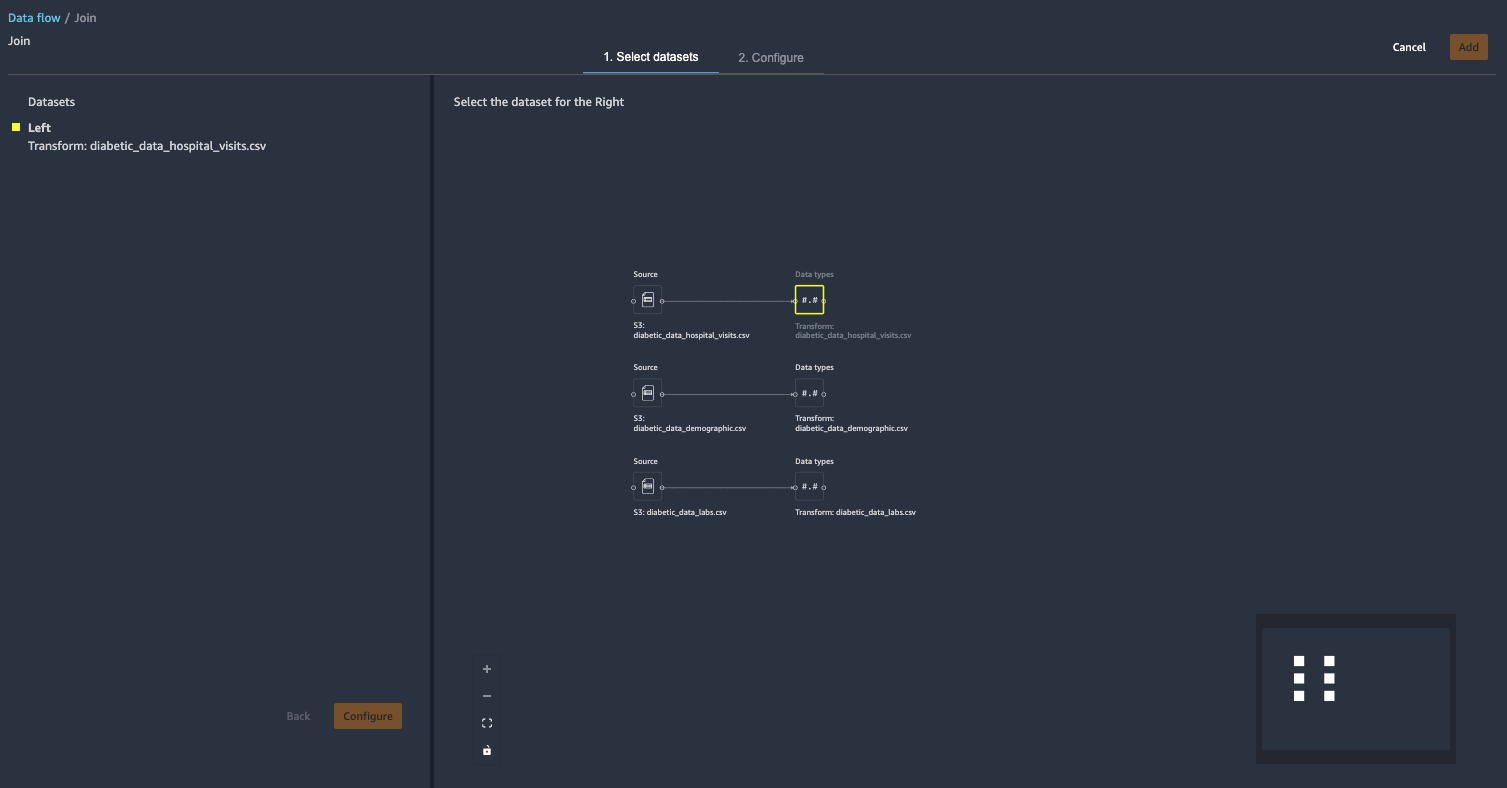 Data flow / Join
Join
1. Select datasets
2. Configure
Cancel
Add
Datasets
Left
Transform: diabetic_data_hospital_visits.csv
Select the dataset for the Right
Source
Data types
#.#
S3:
diabetic_data_hospital_visits.csv
Transform:
diabetic_data_hospital_visits.csv
Source
Data types
#.#
S3:
diabetic_data_demographic.csv
Transform:
diabetic_data_demographic.csv
Source
Data types
#.#
S3: diabetic_data_labs.csv
Transform: diabetic_data_labs.csv
Back
Configure